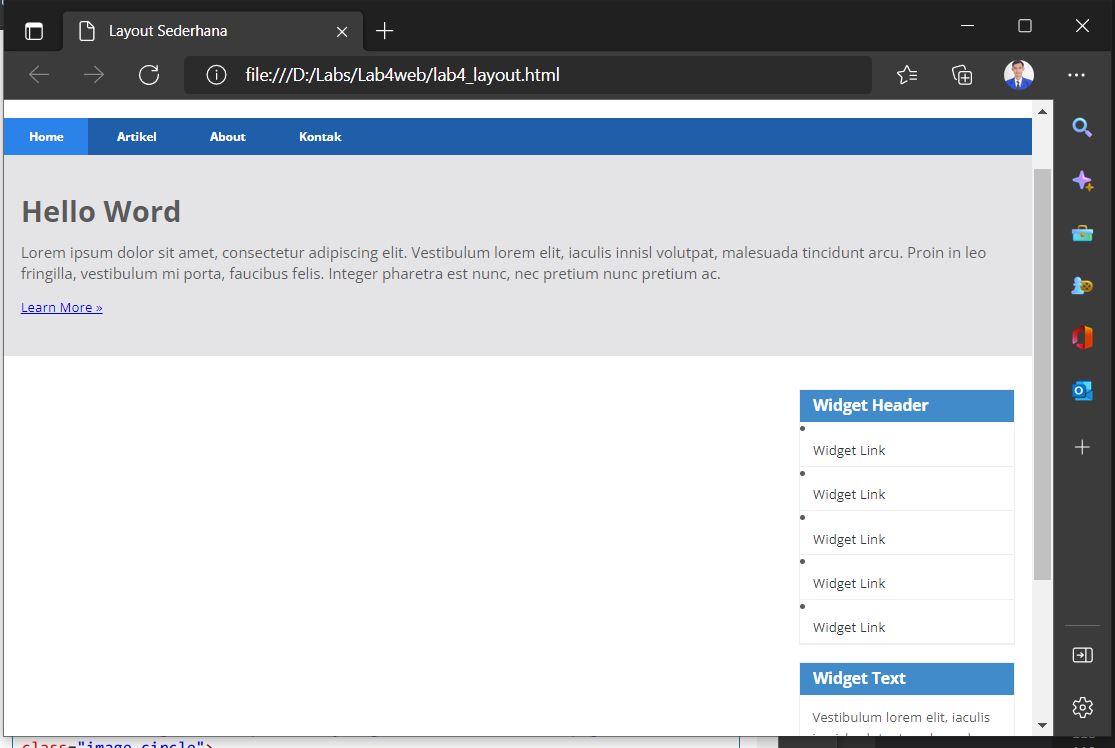 Layout Sederhana
file:///D:/Labs/Lab4web/lab4_layout.html
Home Artikel About Kontak
Hello Word
Lorem ipsum dolor sit amet, consectetur adipiscing elit. Vestibulum lorem elit, iaculis innisl volutpat, malesuada tincidunt arcu. Proin in leo
fringilla, vestibulum mi porta, faucibus felis. Integer pharetra est nunc, nec pretium nunc pretium ac.
Learn More »
Widget Header
Widget Link
Widget Link
Widget Link
Widget Link
Widget Link
Widget Text
Vestibulum lorem elit, iaculis
class="image-circle">